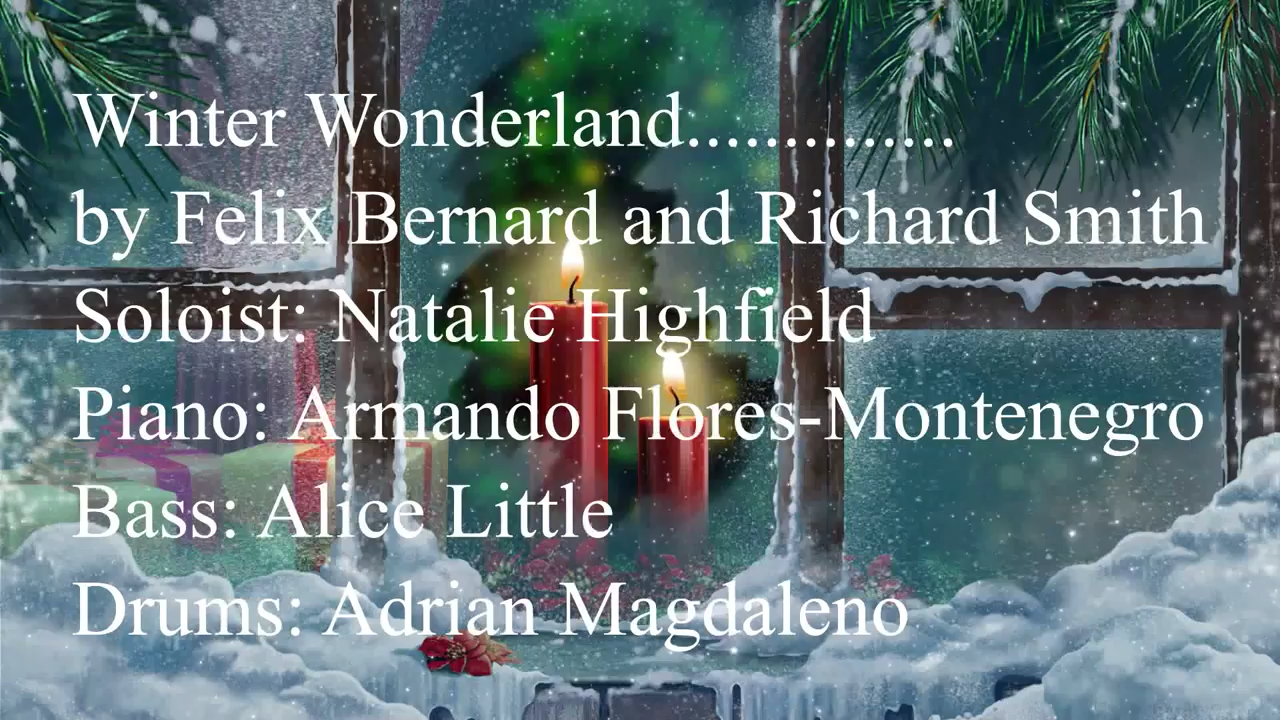 Winter Wonderland..............
by Felix Bernard and Richard Smith
Soloist: Natalie Highfield
Piano: Armando Flores-Montenegro
Bass: Alice Little
Drums: Adrian Magdaleno